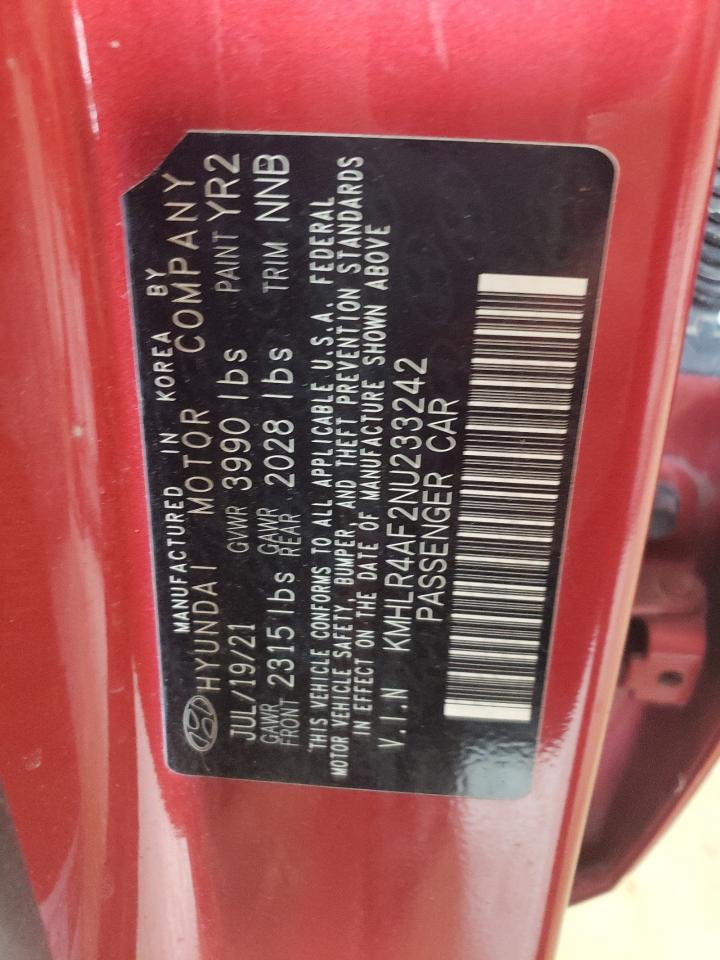 MANUFACTURED IN KOREA BY
HYUNDAI MOTOR COMPANY
JUL/19/21 GVWR 3990 lbs PAINT YR2
GAWR FRONT 2315 lbs GAWR REAR 2028 lbs TRIM NNB
THIS VEHICLE CONFORMS TO ALL APPLICABLE U.S.A. FEDERAL
MOTOR VEHICLE SAFETY, BUMPER, AND THEFT PREVENTION STANDARDS
IN EFFECT ON THE DATE OF MANUFACTURE SHOWN ABOVE
V.I.N KMHLR4AF2NU233242
PASSENGER CAR